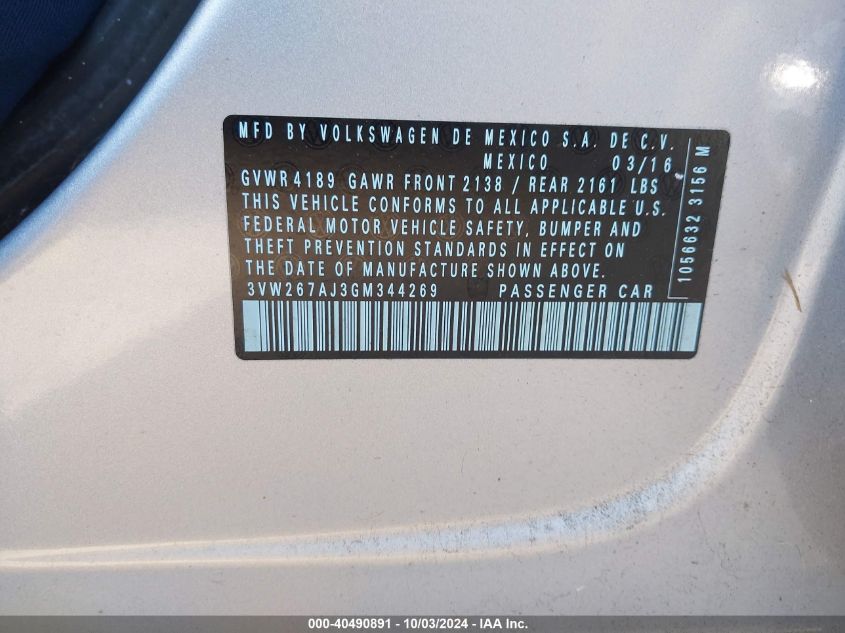 MFD BY VOLKSWAGEN DE MEXICO S.A. DE C.V.
MEXICO 03/16
GVWR 4189 GAWR FRONT 2138 / REAR 2161 LBS
THIS VEHICLE CONFORMS TO ALL APPLICABLE U.S.
FEDERAL MOTOR VEHICLE SAFETY, BUMPER AND
THEFT PREVENTION STANDARDS IN EFFECT ON
THE DATE OF MANUFACTURE SHOWN ABOVE.
3VW267AJ3GM344269 PASSENGER CAR
1056632 3156 M
000-40490891 - 10/03/2024 - IAA Inc.